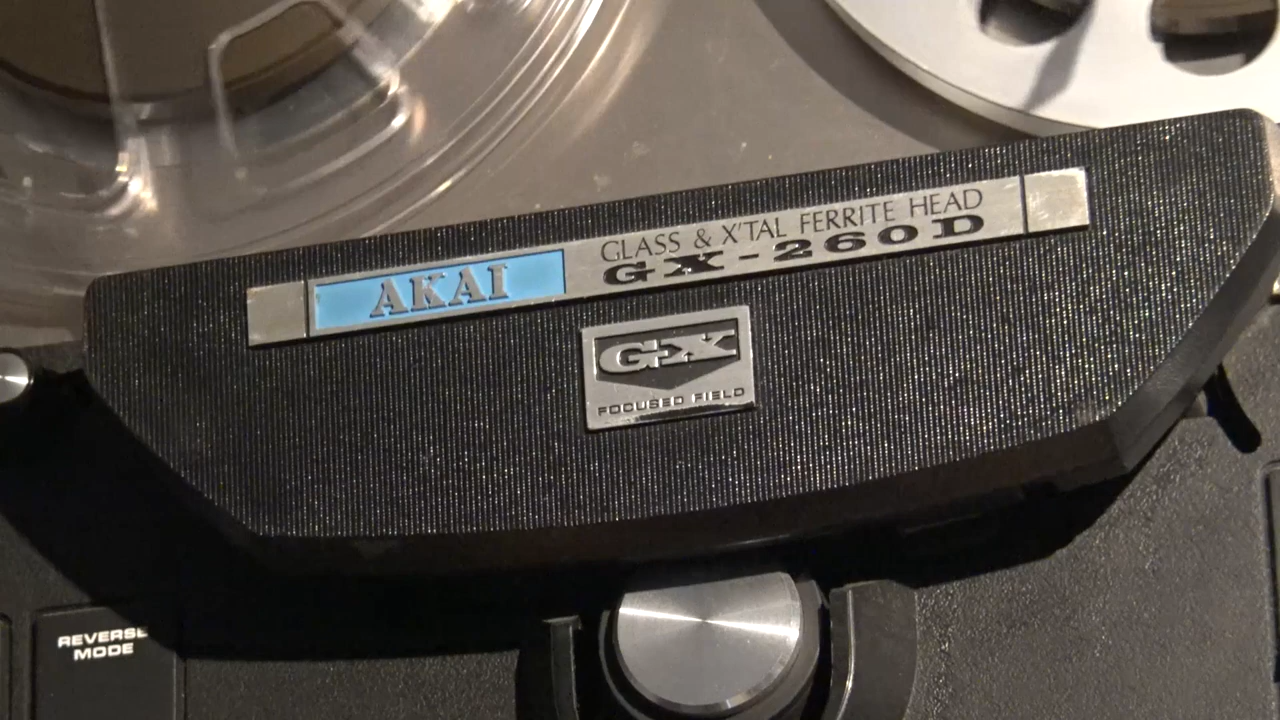 AKAI
GLASS & X'TAL FERRITE HEAD
GX-260D
GX
FOCUSED FIELD
REVERSE
MODE